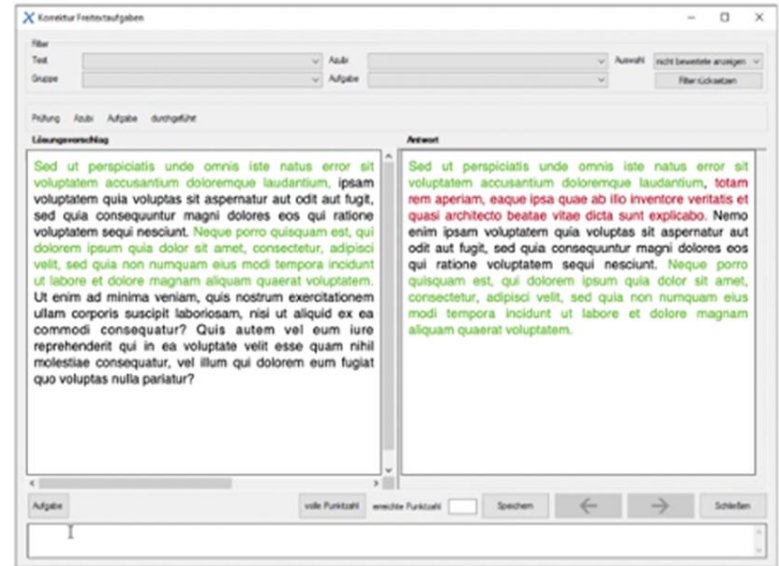 Korrektur Freitextaufgaben
Filter
Test Azubi Auswahl nicht bewertete anzeigen
Gruppe Aufgabe Filter rücksetzen
Prüfung Azubi Aufgabe durchgeführt
Lösungsvorschlag
Sed ut perspiciatis unde omnis iste natus error sit
voluptatem accusantium doloremque laudantium, ipsam
voluptatem quia voluptas sit aspernatur aut odit aut fugit,
sed quia consequuntur magni dolores eos qui ratione
voluptatem sequi nesciunt. Neque porro quisquam est, qui
dolorem ipsum quia dolor sit amet, consectetur, adipisci
velit, sed quia non numquam eius modi tempora incidunt
ut labore et dolore magnam aliquam quaerat voluptatem.
Ut enim ad minima veniam, quis nostrum exercitationem
ullam corporis suscipit laboriosam, nisi ut aliquid ex ea
commodi consequatur? Quis autem vel eum iure
reprehenderit qui in ea voluptate velit esse quam nihil
molestiae consequatur, vel illum qui dolorem eum fugiat
quo voluptas nulla pariatur?
Antwort
Sed ut perspiciatis unde omnis iste natus error sit
voluptatem accusantium doloremque laudantium, totam
rem aperiam, eaque ipsa quae ab illo inventore veritatis et
quasi architecto beatae vitae dicta sunt explicabo. Nemo
enim ipsam voluptatem quia voluptas sit aspernatur aut
odit aut fugit, sed quia consequuntur magni dolores eos
qui ratione voluptatem sequi nesciunt. Neque porro
quisquam est, qui dolorem ipsum quia dolor sit amet,
consectetur, adipisci velit, sed quia non numquam eius
modi tempora incidunt ut labore et dolore magnam
aliquam quaerat voluptatem.
Aufgabe volle Punktzahl erreichte Punktzahl Speichern Schließen